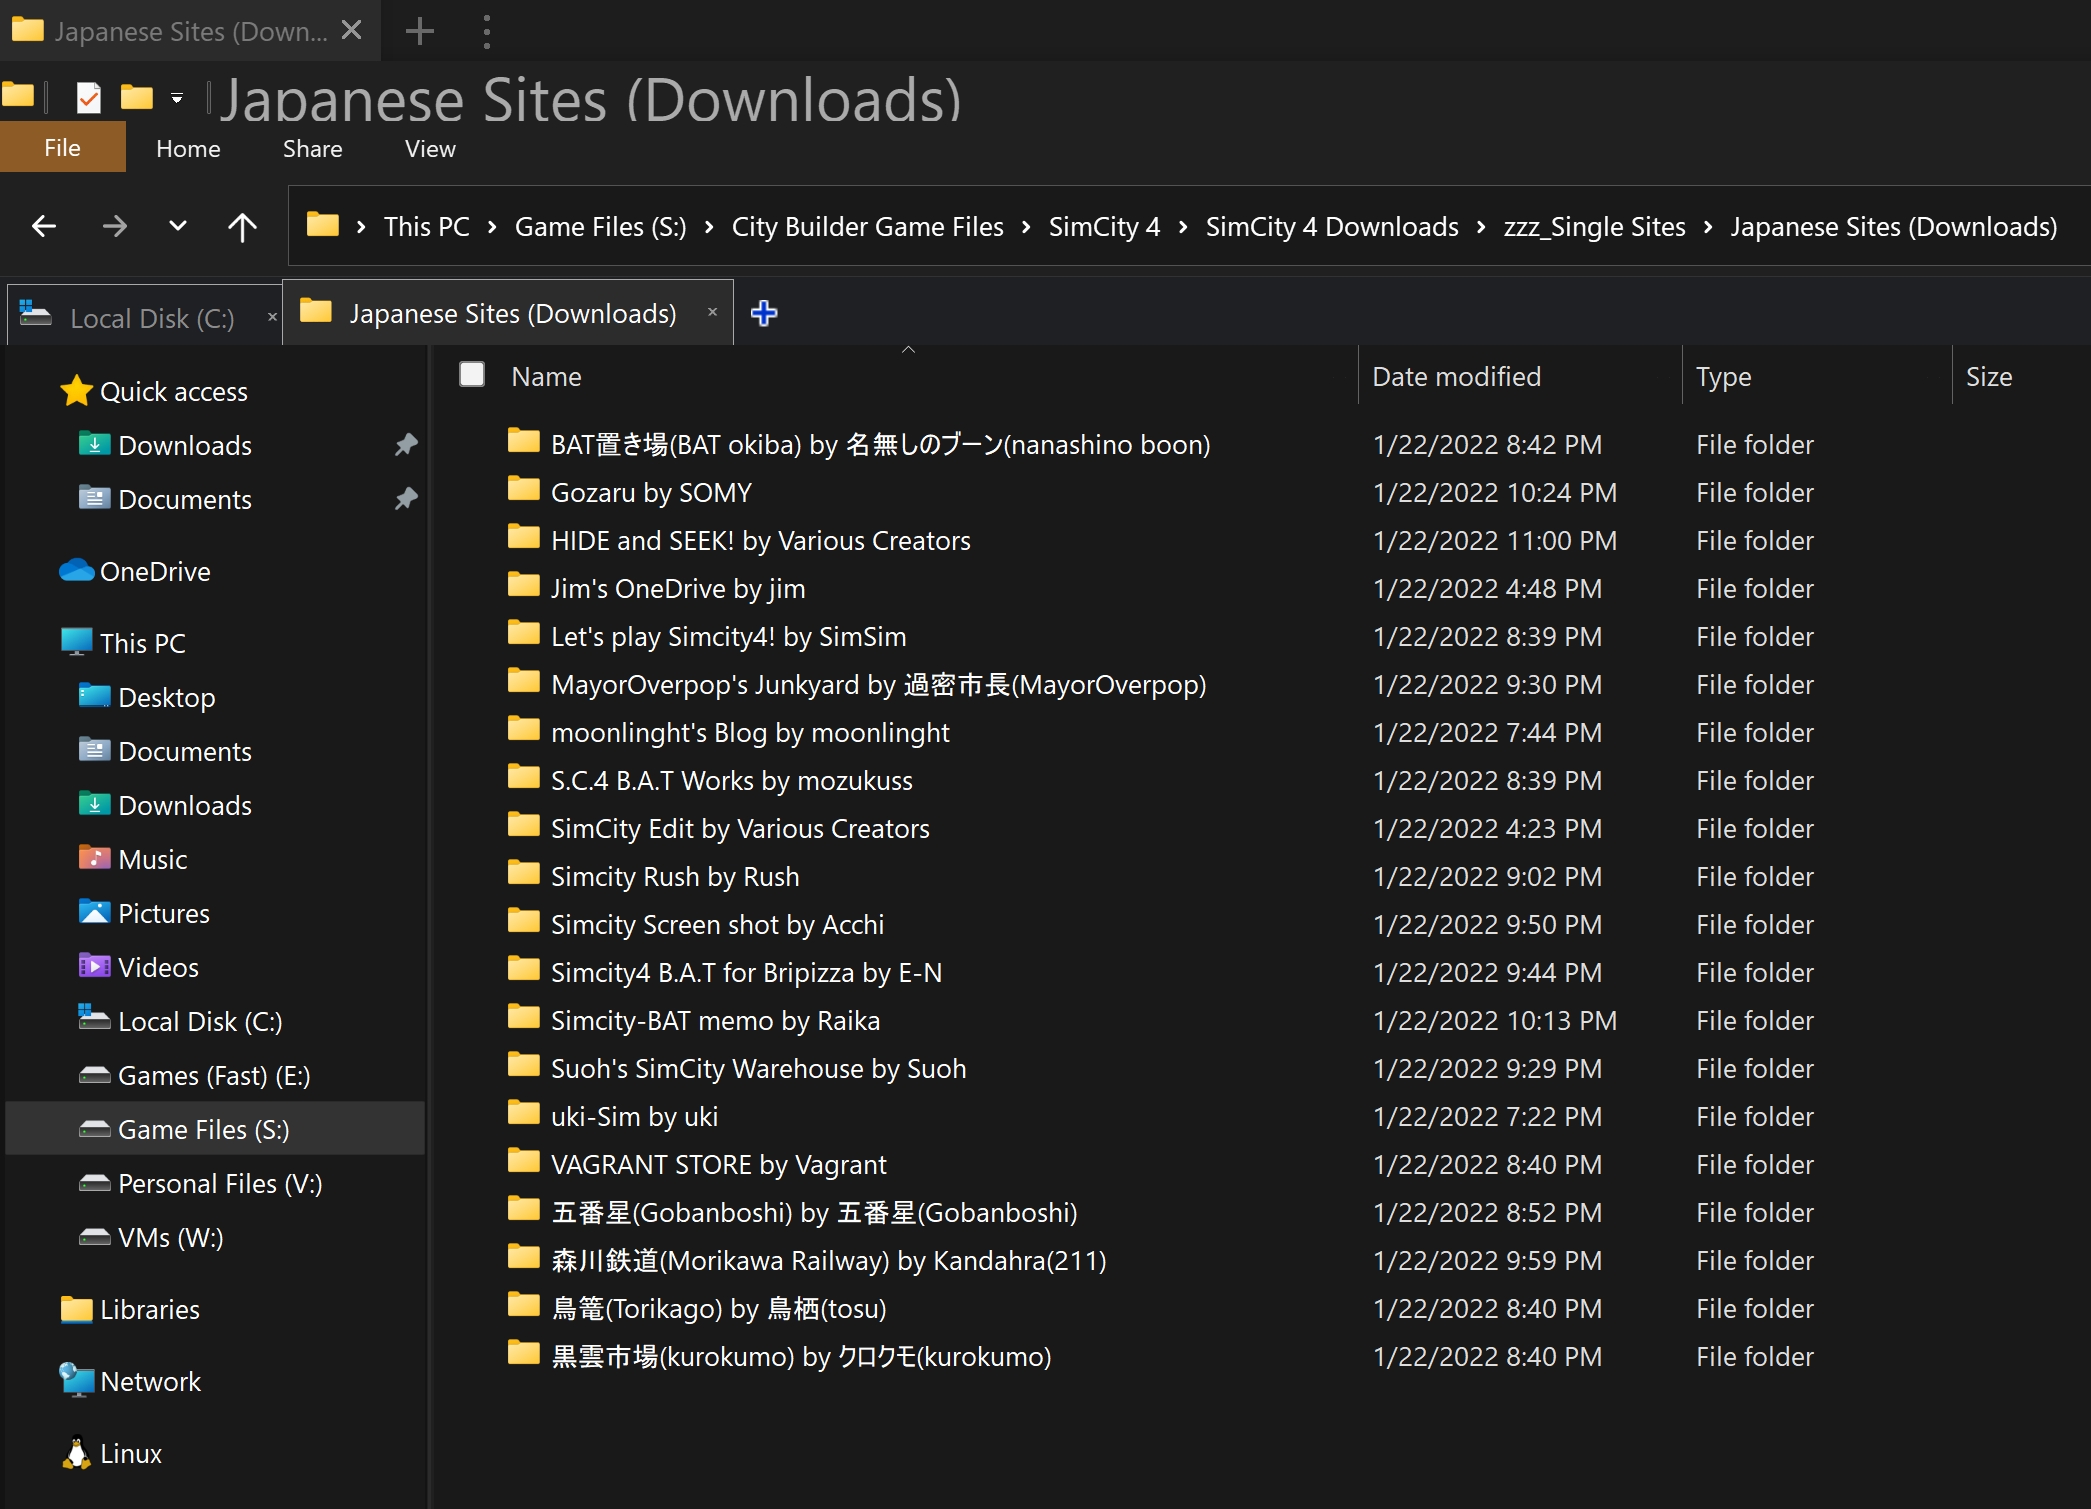 Japanese Sites (Down...
Japanese Sites (Downloads)
File Home Share View
This PC › Game Files (S:) › City Builder Game Files › SimCity 4 › SimCity 4 Downloads › zzz_Single Sites › Japanese Sites (Downloads)
Local Disk (C:) Japanese Sites (Downloads)
Quick access
Downloads
Documents
OneDrive
This PC
Desktop
Documents
Downloads
Music
Pictures
Videos
Local Disk (C:)
Games (Fast) (E:)
Game Files (S:)
Personal Files (V:)
VMs (W:)
Libraries
Network
Linux
Name Date modified Type Size
BAT置き場(BAT okiba) by 名無しのブーン(nanashino boon) 1/22/2022 8:42 PM File folder
Gozaru by SOMY 1/22/2022 10:24 PM File folder
HIDE and SEEK! by Various Creators 1/22/2022 11:00 PM File folder
Jim's OneDrive by jim 1/22/2022 4:48 PM File folder
Let's play Simcity4! by SimSim 1/22/2022 8:39 PM File folder
MayorOverpop's Junkyard by 過密市長(MayorOverpop) 1/22/2022 9:30 PM File folder
moonlinght's Blog by moonlinght 1/22/2022 7:44 PM File folder
S.C.4 B.A.T Works by mozukuss 1/22/2022 8:39 PM File folder
SimCity Edit by Various Creators 1/22/2022 4:23 PM File folder
Simcity Rush by Rush 1/22/2022 9:02 PM File folder
Simcity Screen shot by Acchi 1/22/2022 9:50 PM File folder
Simcity4 B.A.T for Bripizza by E-N 1/22/2022 9:44 PM File folder
Simcity-BAT memo by Raika 1/22/2022 10:13 PM File folder
Suoh's SimCity Warehouse by Suoh 1/22/2022 9:29 PM File folder
uki-Sim by uki 1/22/2022 7:22 PM File folder
VAGRANT STORE by Vagrant 1/22/2022 8:40 PM File folder
五番星(Gobanboshi) by 五番星(Gobanboshi) 1/22/2022 8:52 PM File folder
森川鉄道(Morikawa Railway) by Kandahra(211) 1/22/2022 9:59 PM File folder
鳥篭(Torikago) by 鳥栖(tosu) 1/22/2022 8:40 PM File folder
黒雲市場(kurokumo) by クロクモ(kurokumo) 1/22/2022 8:40 PM File folder